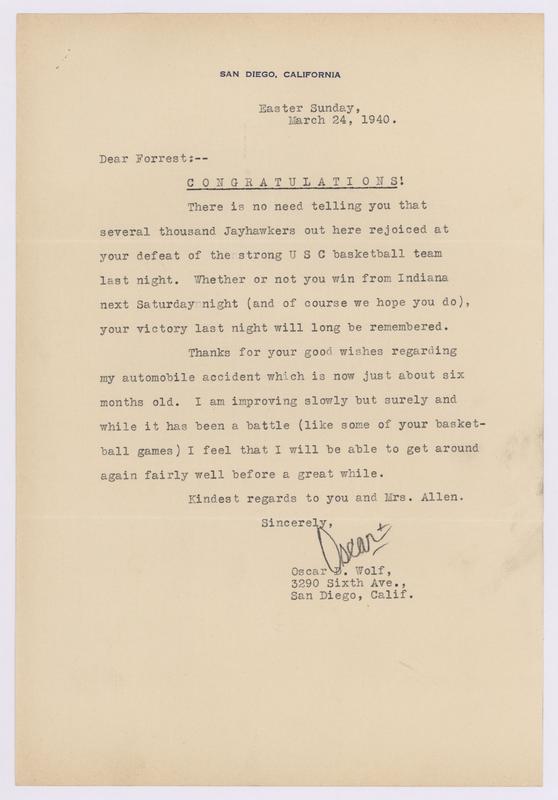 SAN DIEGO, CALIFORNIA
Easter Sunday,
March 24, 1940.
Dear Forrest:--
C O N G R A T U L A T I O N S!
There is no need telling you that
several thousand Jayhawkers out here rejoiced at
your defeat of the strong U S C basketball team
last night. Whether or not you win from Indiana
next Saturday night (and of course we hope you do),
your victory last night will long be remembered.
Thanks for your good wishes regarding
my automobile accident which is now just about six
months old. I am improving slowly but surely and
while it has been a battle (like some of your basket-
ball games) I feel that I will be able to get around
again fairly well before a great while.
Kindest regards to you and Mrs. Allen.
Sincerely,
Oscar
Oscar D. Wolf,
3290 Sixth Ave.,
San Diego, Calif.